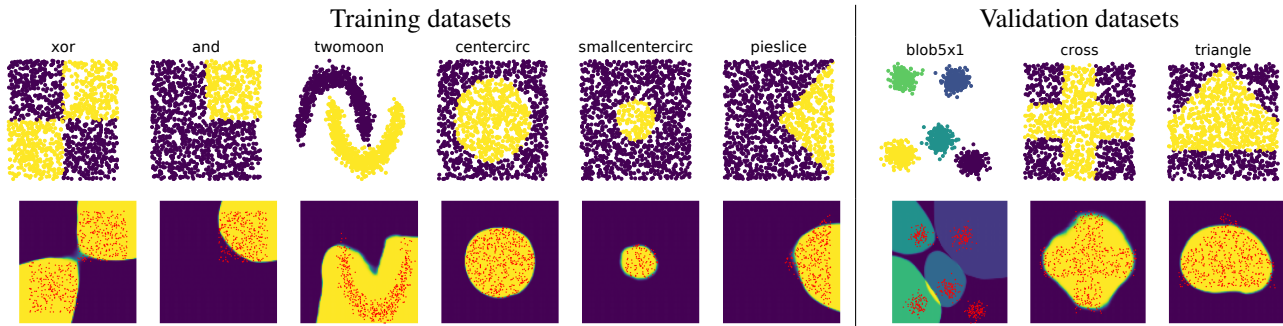 Training datasets
Validation datasets
xor
and
twomoon
centercirc
smallcentercirc
pieslice
blob5x1
cross
triangle